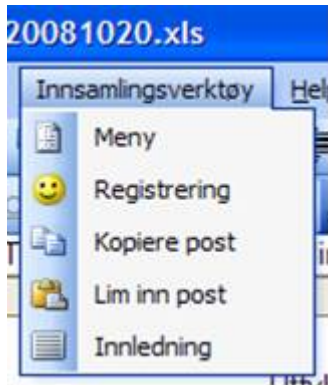 20081020.xls
Innsamlingsverktøy
Meny
Registrering
Kopiere post
Lim inn post
Innledning